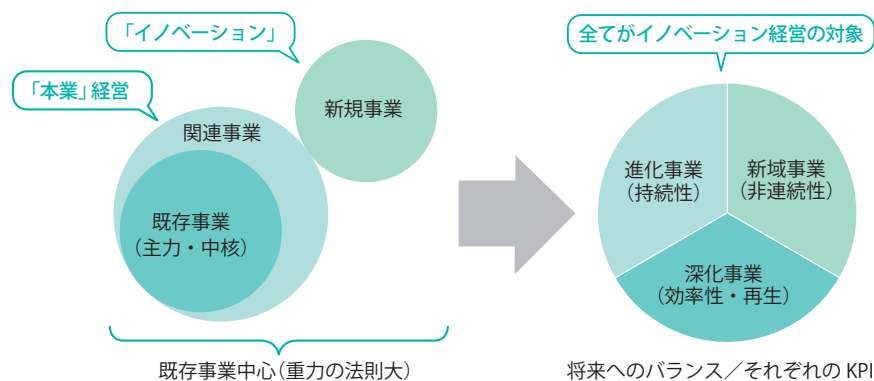 「イノベーション」
「本業」経営
関連事業
新規事業
既存事業
(主力・中核)
既存事業中心(重力の法則大)
全てがイノベーション経営の対象
進化事業
(持続性)
新域事業
(非連続性)
深化事業
(効率性・再生)
将来へのバランス/それぞれの KPI